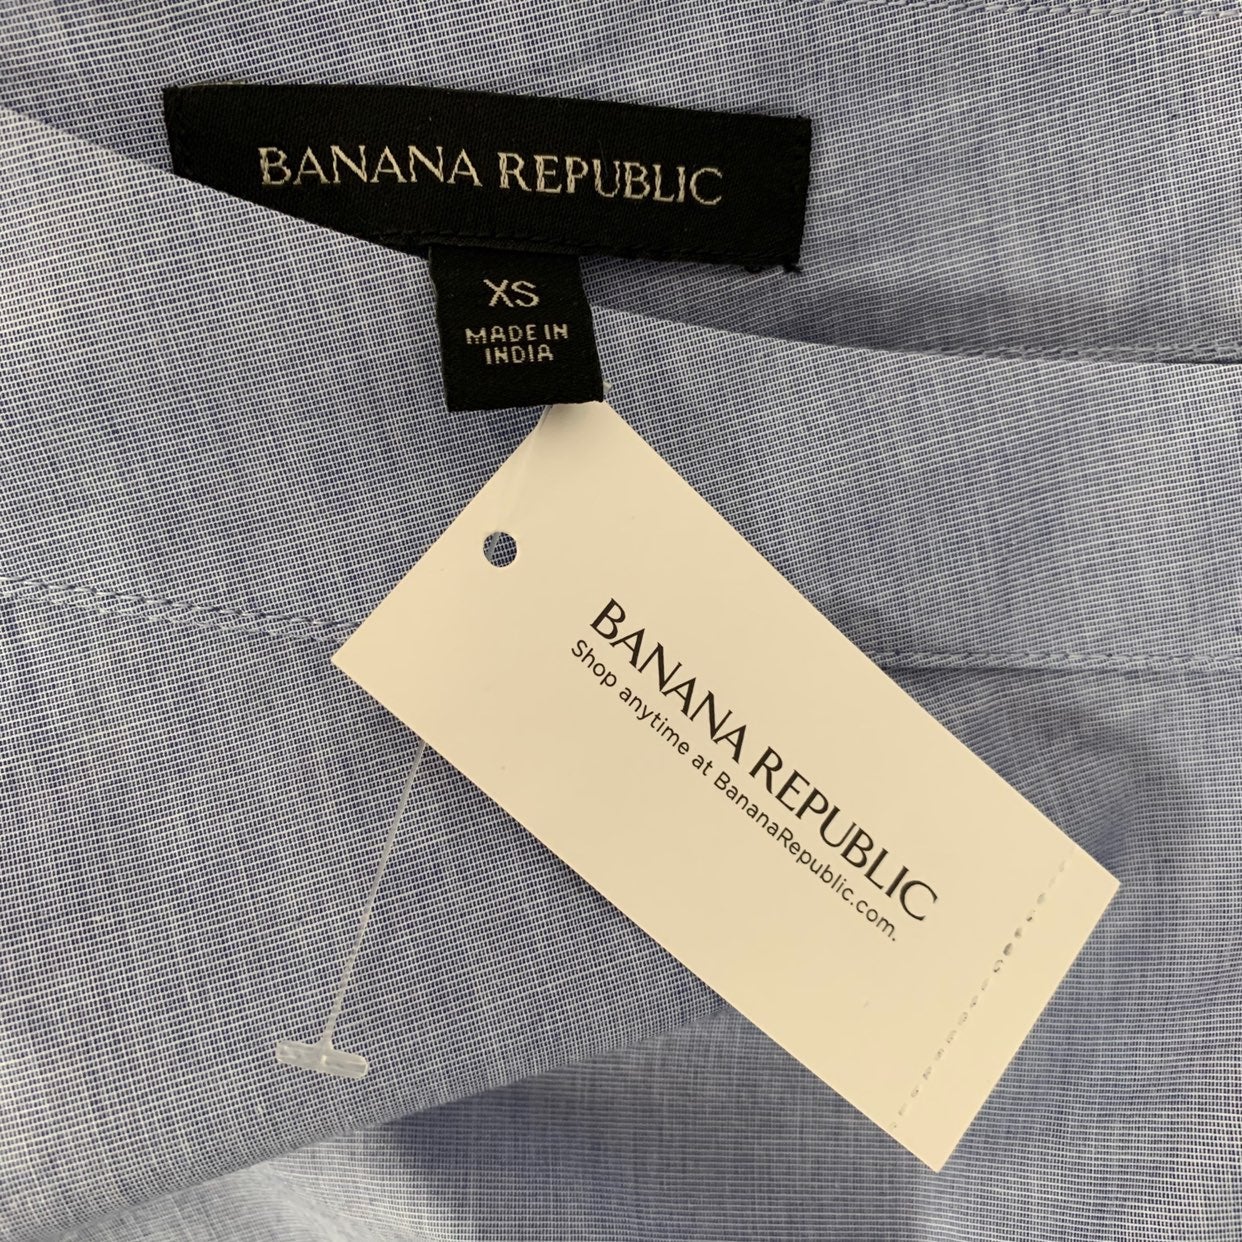 BANANA REPUBLIC
XS
MADE IN
INDIA
BANANA REPUBLIC
Shop anytime at BananaRepublic.com.